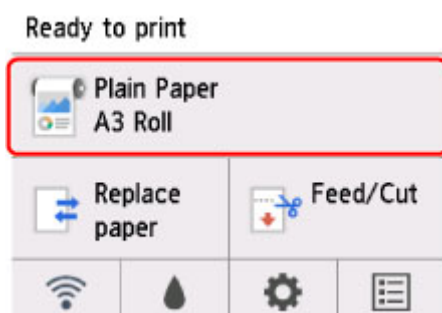 Ready to print
Plain Paper
A3 Roll
Replace
paper
Feed/Cut